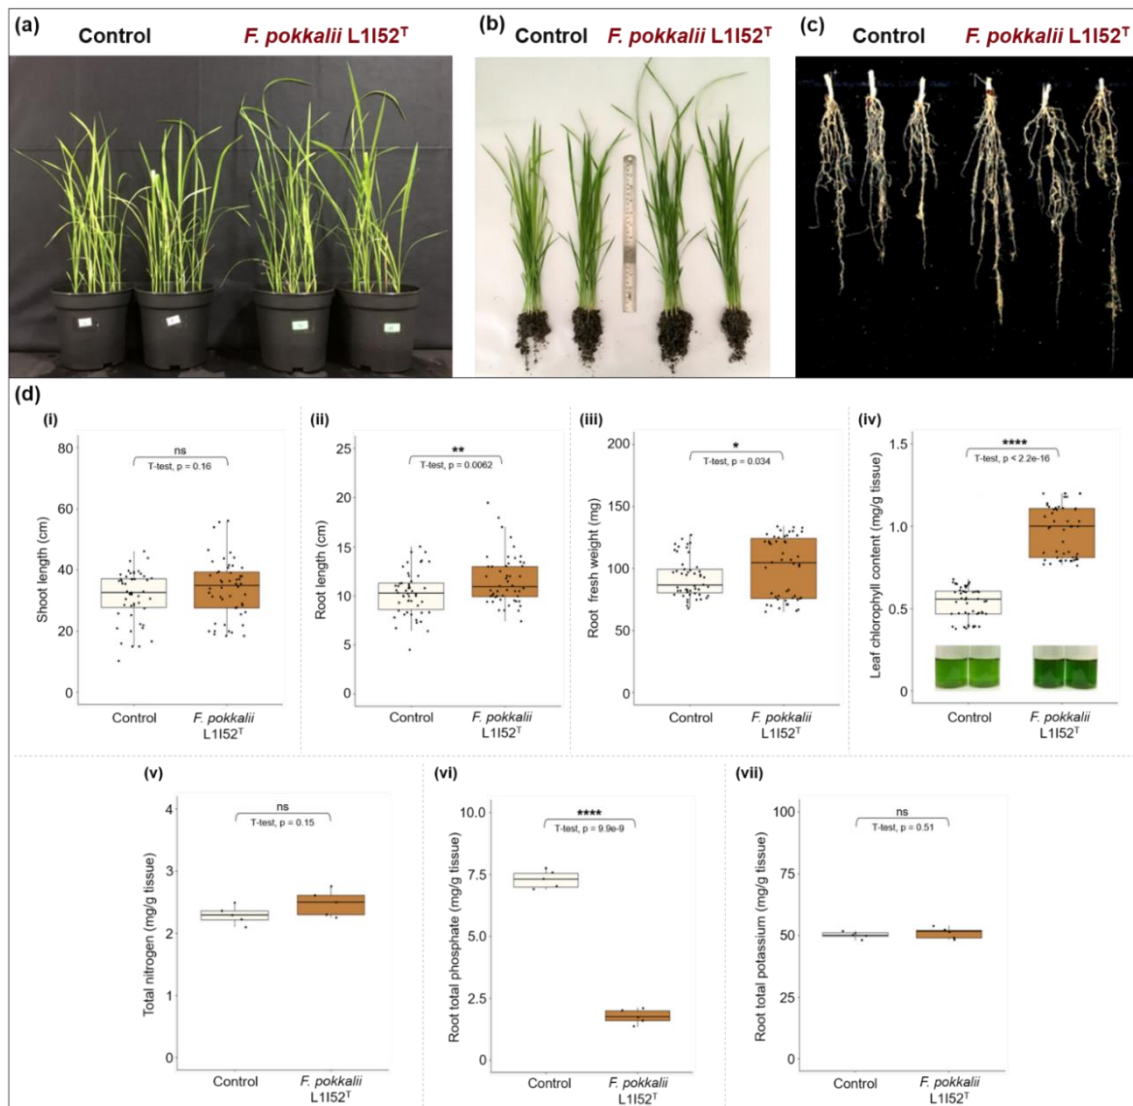 (a) Control F. pokkalii L1I52ᵀ
(b) Control F. pokkalii L1I52ᵀ
(c) Control F. pokkalii L1I52ᵀ
(d)
(i)
ns
T-test, p = 0.16
Shoot length (cm)
80
60
40
20
0
Control
F. pokkalii
L1I52ᵀ
(ii)
**
T-test, p = 0.0062
Root length (cm)
25
20
15
10
5
0
Control
F. pokkalii
L1I52ᵀ
(iii)
*
T-test, p = 0.034
Root fresh weight (mg)
200
150
100
50
0
Control
F. pokkalii
L1I52ᵀ
(iv)
****
T-test, p < 2.2e-16
Leaf chlorophyll content (mg/g tissue)
1.5
1.0
0.5
0
Control
F. pokkalii
L1I52ᵀ
(v)
ns
T-test, p = 0.15
Total nitrogen (mg/g tissue)
4
3
2
1
0
Control
F. pokkalii
L1I52ᵀ
(vi)
****
T-test, p = 9.9e-9
Root total phosphate (mg/g tissue)
10.0
7.5
5.0
2.5
0
Control
F. pokkalii
L1I52ᵀ
(vii)
ns
T-test, p = 0.51
Root total potassium (mg/g tissue)
100
75
50
25
0
Control
F. pokkalii
L1I52ᵀ